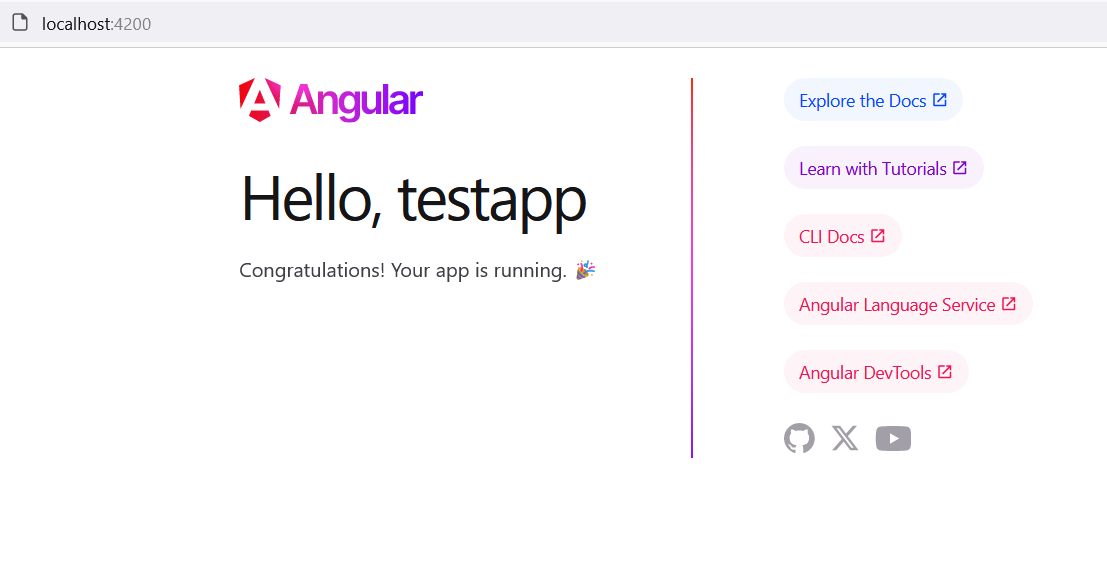 localhost:4200
Angular
Hello, testapp
Congratulations! Your app is running. 🎉
Explore the Docs
Learn with Tutorials
CLI Docs
Angular Language Service
Angular DevTools